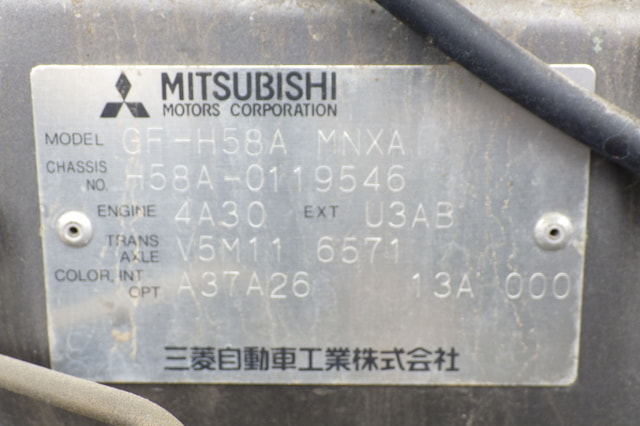 MITSUBISHI
MOTORS CORPORATION
MODEL GF-H58A MNXA
CHASSIS NO. H58A-0119546
ENGINE 4A30 EXT U3AB
TRANS AXLE V5M11 6571
COLOR, INT OPT A37A26 13A 000
三菱自動車工業株式会社